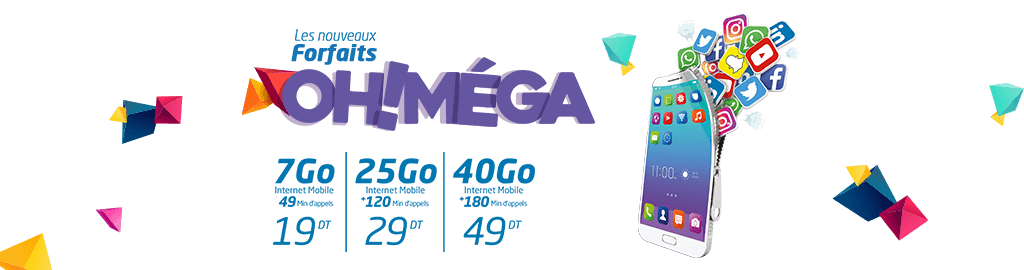 Les nouveaux
Forfaits
OH!MÉGA
7Go
Internet Mobile
49 Min d'appels
19 DT
25Go
Internet Mobile
+120 Min d'appels
29 DT
40Go
Internet Mobile
+180 Min d'appels
49 DT
11:00